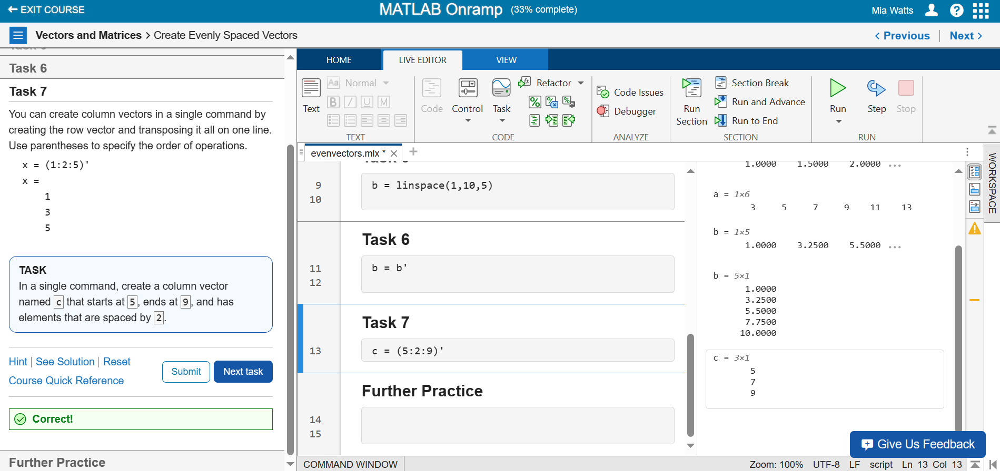 EXIT COURSE
MATLAB Onramp (33% complete)
Mia Watts
Vectors and Matrices > Create Evenly Spaced Vectors
< Previous | Next >
Task 6
Task 7
You can create column vectors in a single command by
creating the row vector and transposing it all on one line.
Use parentheses to specify the order of operations.
x = (1:2:5)'
x =
1
3
5
TASK
In a single command, create a column vector
named c that starts at 5, ends at 9, and has
elements that are spaced by 2.
Hint | See Solution | Reset
Course Quick Reference
Submit
Next task
Correct!
Further Practice
HOME
LIVE EDITOR
VIEW
Text
Aa Normal
B I U M
TEXT
Code
Control
Task
Refactor
CODE
Code Issues
Debugger
ANALYZE
Run
Section
Section Break
Run and Advance
Run to End
SECTION
Run
Step
Stop
RUN
evenvectors.mlx *
9 b = linspace(1,10,5)
10
Task 6
11 b = b'
12
Task 7
13 c = (5:2:9)'
Further Practice
14
15
1.0000 1.5000 2.0000 ...
a = 1×6
3 5 7 9 11 13
b = 1×5
1.0000 3.2500 5.5000 ...
b = 5×1
1.0000
3.2500
5.5000
7.7500
10.0000
c = 3×1
5
7
9
WORKSPACE
Give Us Feedback
COMMAND WINDOW
Zoom: 100% UTF-8 LF script Ln 13 Col 13